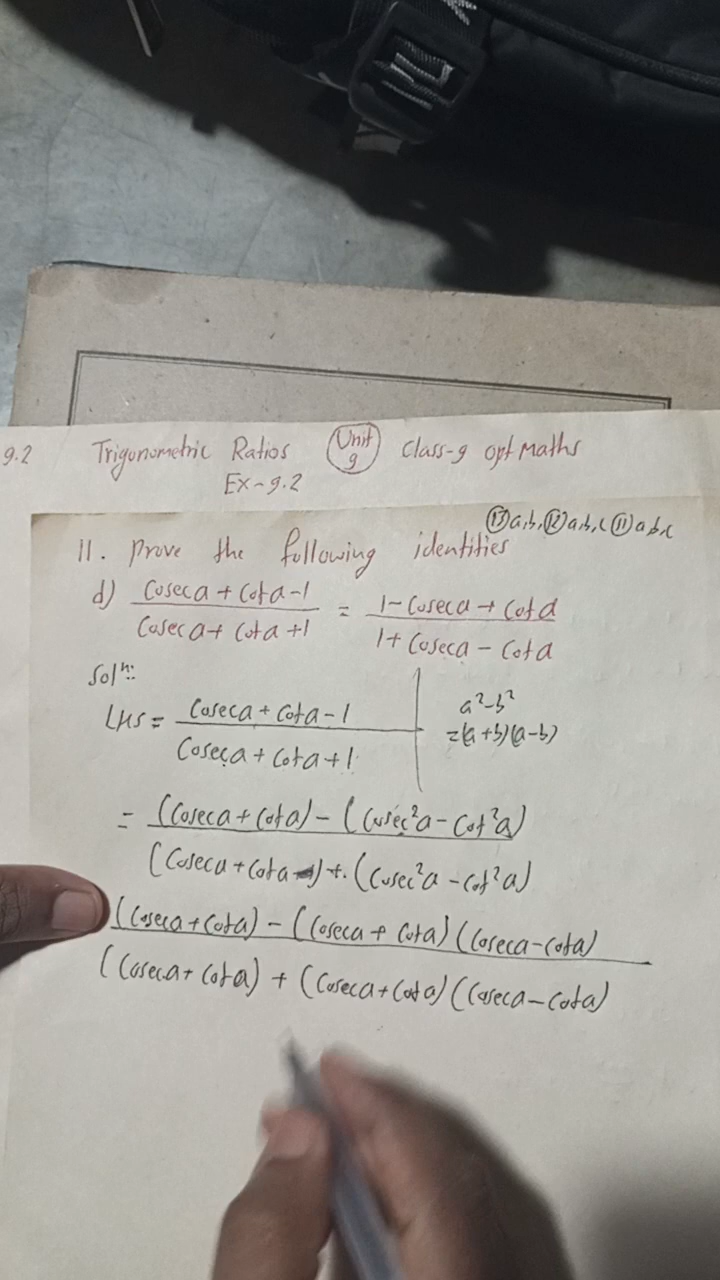 9.2 Trigonometric Ratios Unit 9 Class-9 opt Maths
Ex-9.2
(13)a,b,(12)a,b,c(11)a,b,c
11. Prove the following identities
d) Coseca + Cota - 1 / Coseca + Cota + 1 = 1 - Coseca + Cota / 1 + Coseca - Cota
Solⁿ:
LHS = Coseca + Cota - 1 / Coseca + Cota + 1
a² - b²
= (a + b)(a - b)
= (Coseca + Cota) - (Cosec²a - Cot²a) / (Coseca + Cota) + (Cosec²a - Cot²a)
(Coseca + Cota) - (Coseca + Cota)(Coseca - Cota) / (Coseca + Cota) + (Coseca + Cota)(Coseca - Cota)